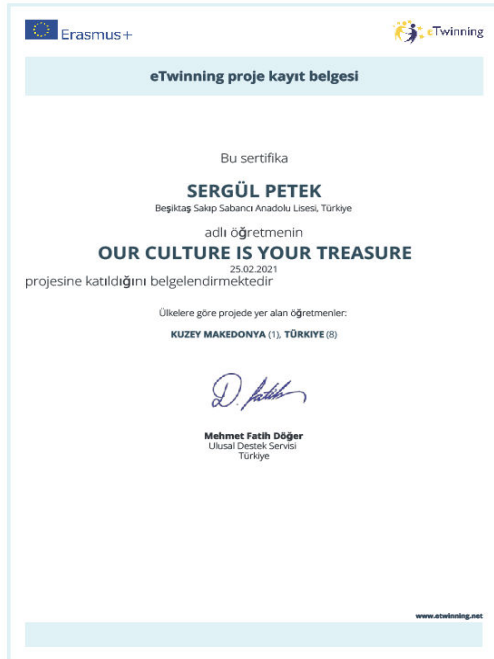 Erasmus+
eTwinning
eTwinning proje kayıt belgesi
Bu sertifika
SERGÜL PETEK
Beşiktaş Sakıp Sabancı Anadolu Lisesi, Türkiye
adlı öğretmenin
OUR CULTURE IS YOUR TREASURE
25.02.2021
projesine katıldığını belgelendirmektedir
Ülkelere göre projede yer alan öğretmenler:
KUZEY MAKEDONYA (1), TÜRKIYE (8)
D. fatih
Mehmet Fatih Döğer
Ulusal Destek Servisi
Türkiye
www.etwinning.net